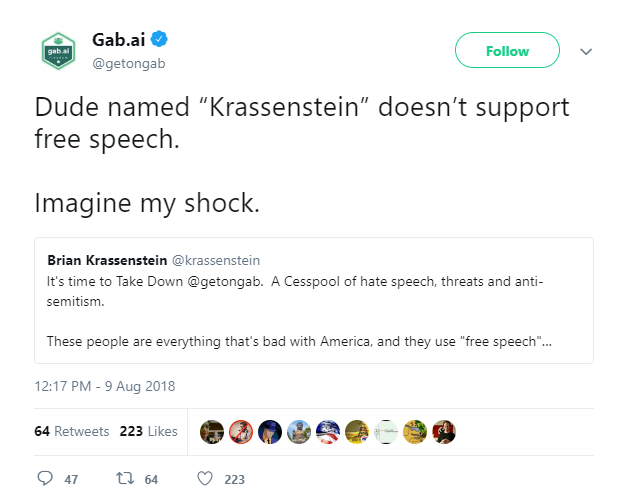 Gab.ai
@getongab
gab.ai
Follow
Dude named “Krassenstein” doesn’t support
free speech.
Imagine my shock.
Brian Krassenstein @krassenstein
It's time to Take Down @getongab. A Cesspool of hate speech, threats and anti-
semitism.
These people are everything that's bad with America, and they use "free speech"...
12:17 PM - 9 Aug 2018
64 Retweets 223 Likes
47 64 223